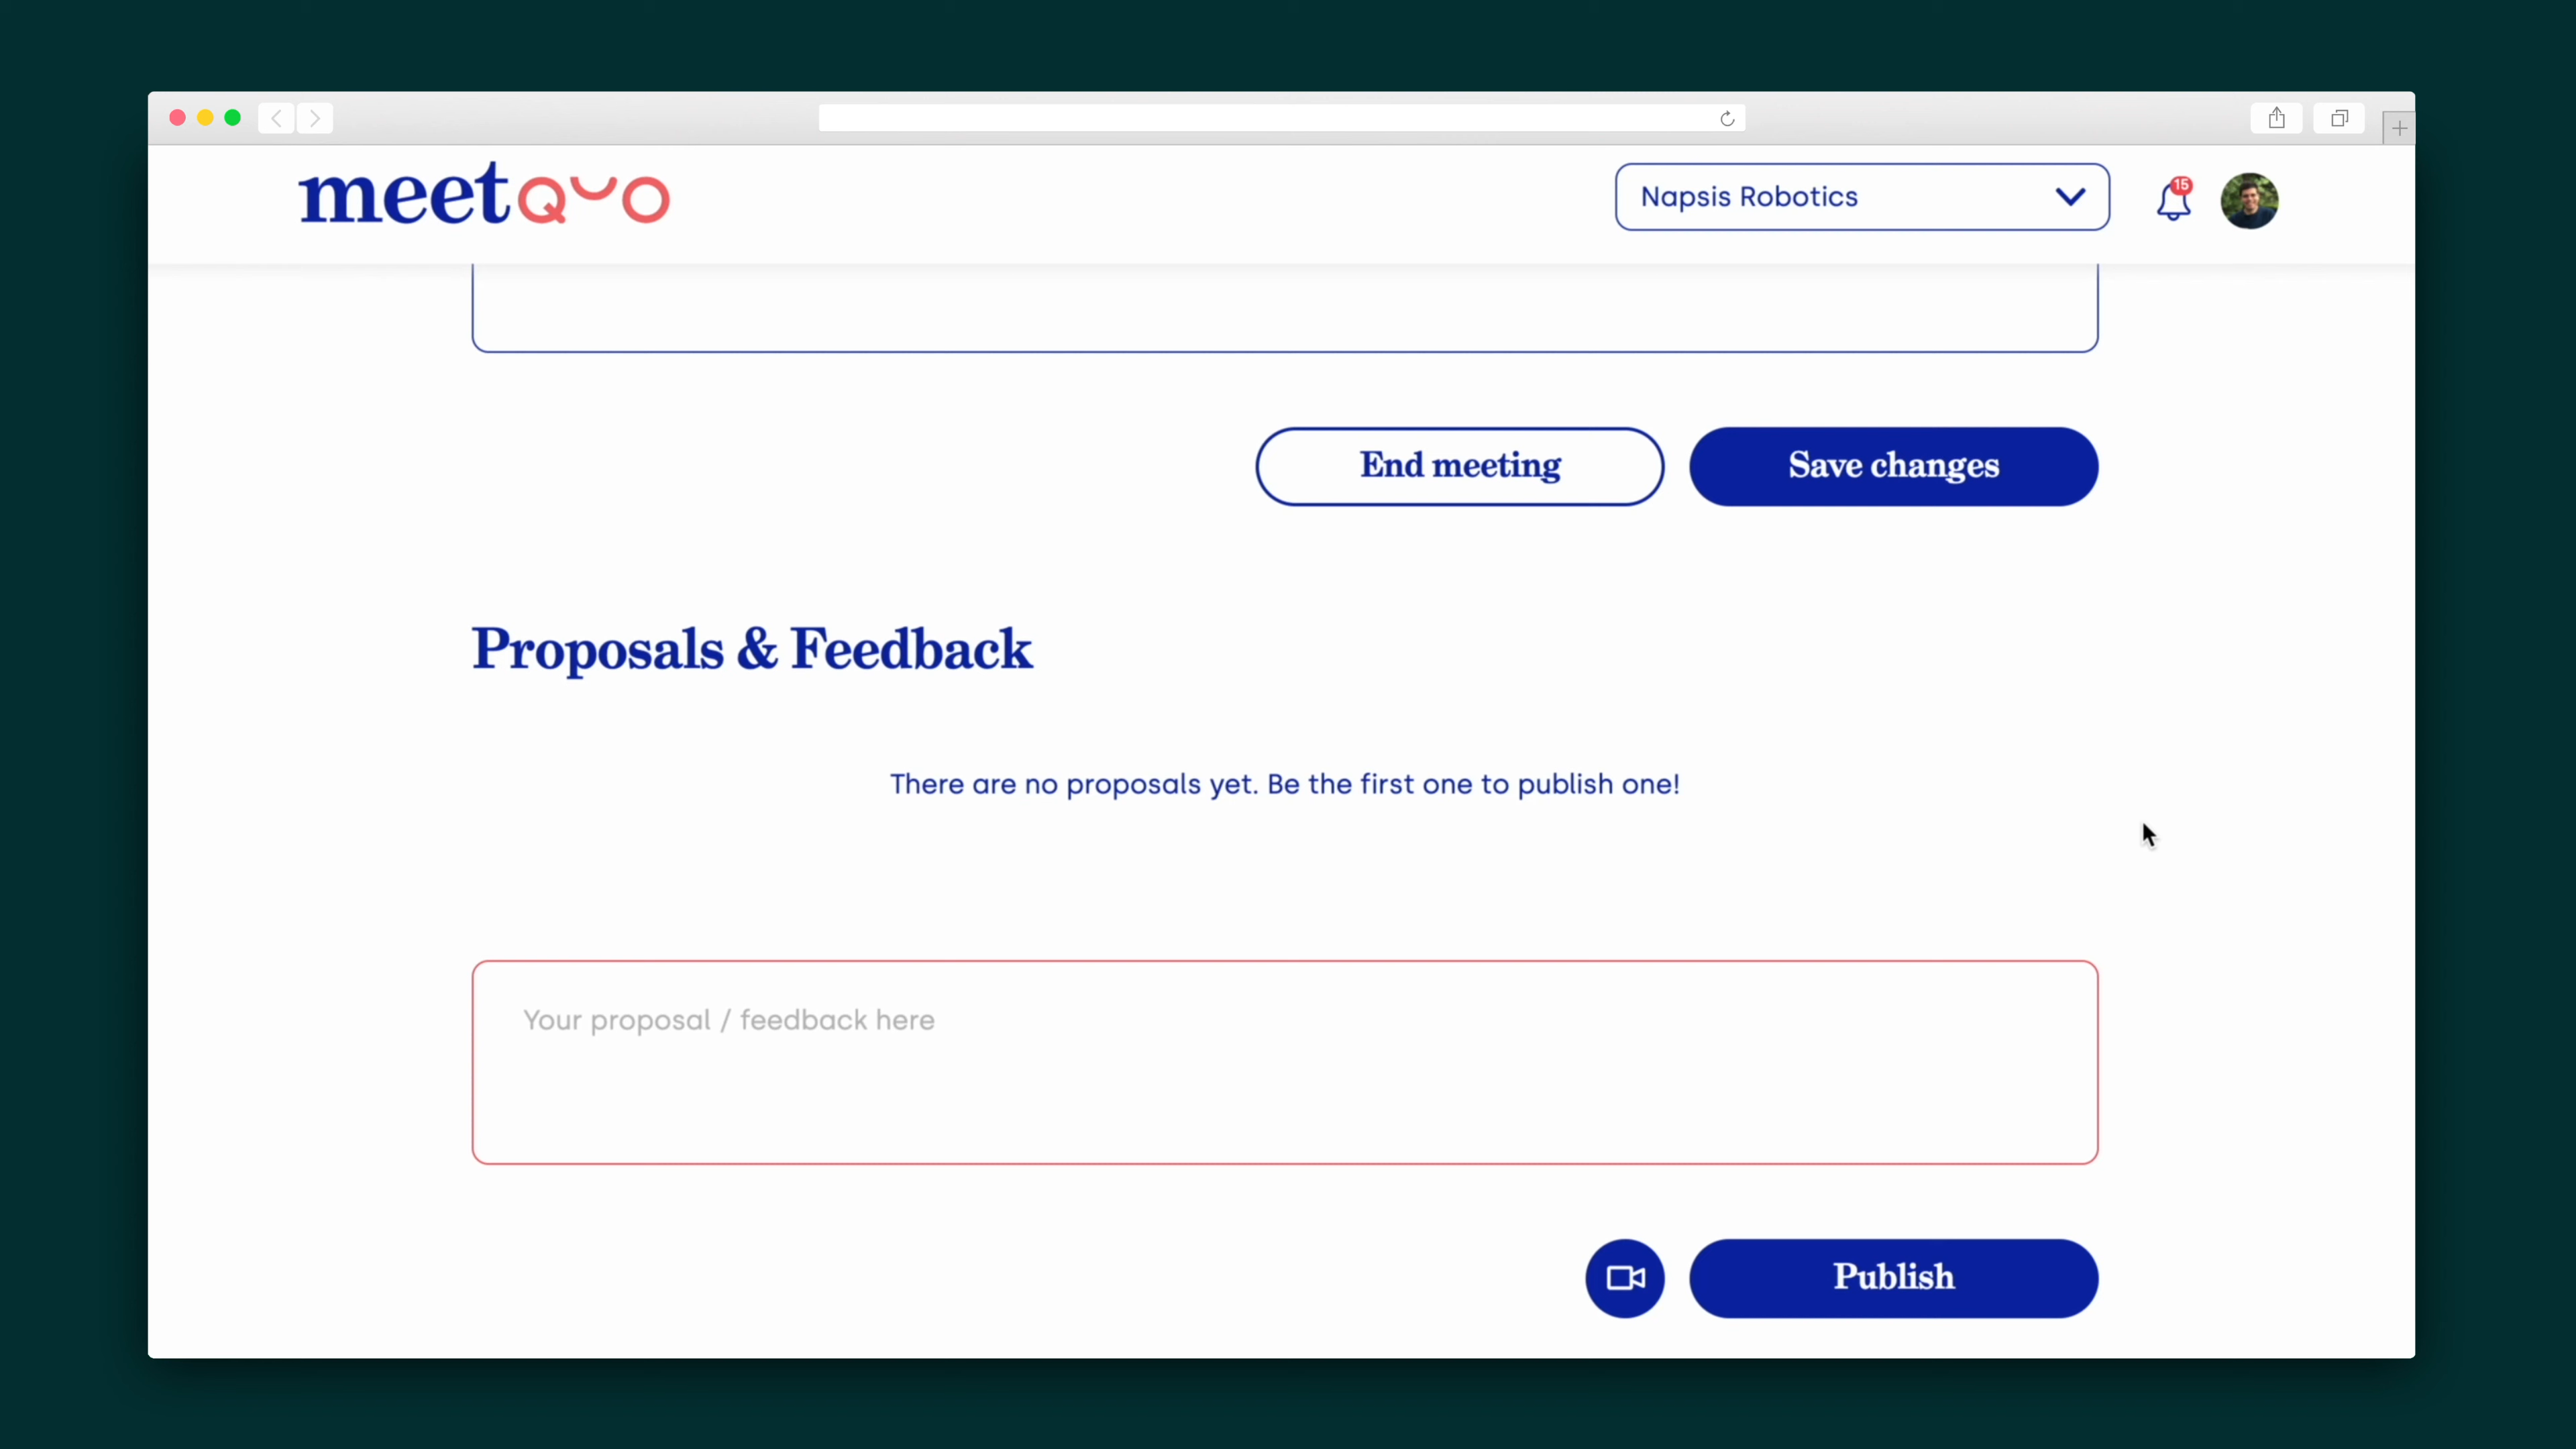 meetQuo
Napsis Robotics
15
End meeting
Save changes
Proposals & Feedback
There are no proposals yet. Be the first one to publish one!
Your proposal / feedback here
Publish